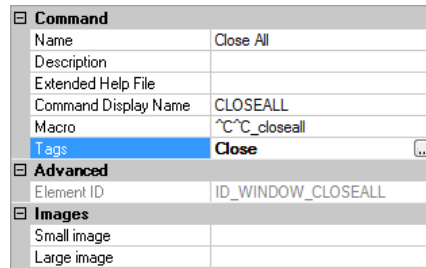 Command
Name Close All
Description
Extended Help File
Command Display Name CLOSEALL
Macro ^C^C_closeall
Tags Close ...
Advanced
Element ID ID_WINDOW_CLOSEALL
Images
Small image
Large image